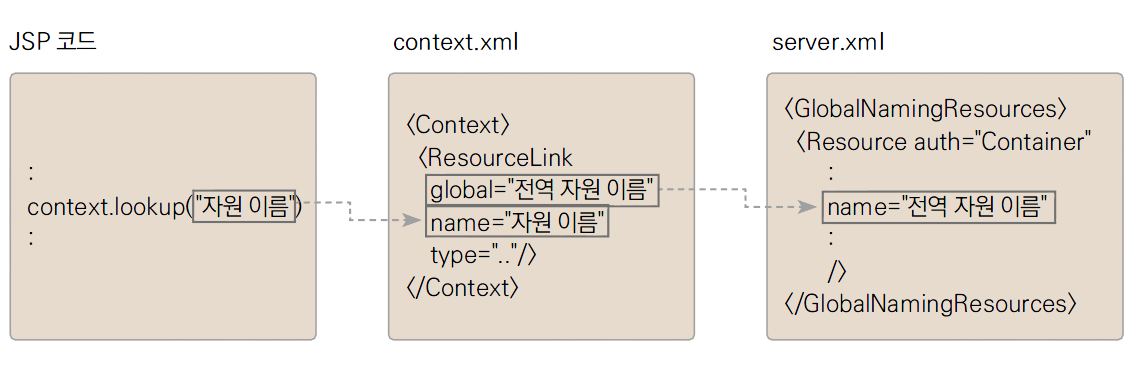 JSP 코드
:
context.lookup("자원 이름")
:
context.xml
〈Context〉
〈ResourceLink
global="전역 자원 이름"
name="자원 이름"
type=".."/〉
〈/Context〉
server.xml
〈GlobalNamingResources〉
〈Resource auth="Container"
:
name="전역 자원 이름"
:
/〉
〈/GlobalNamingResources〉